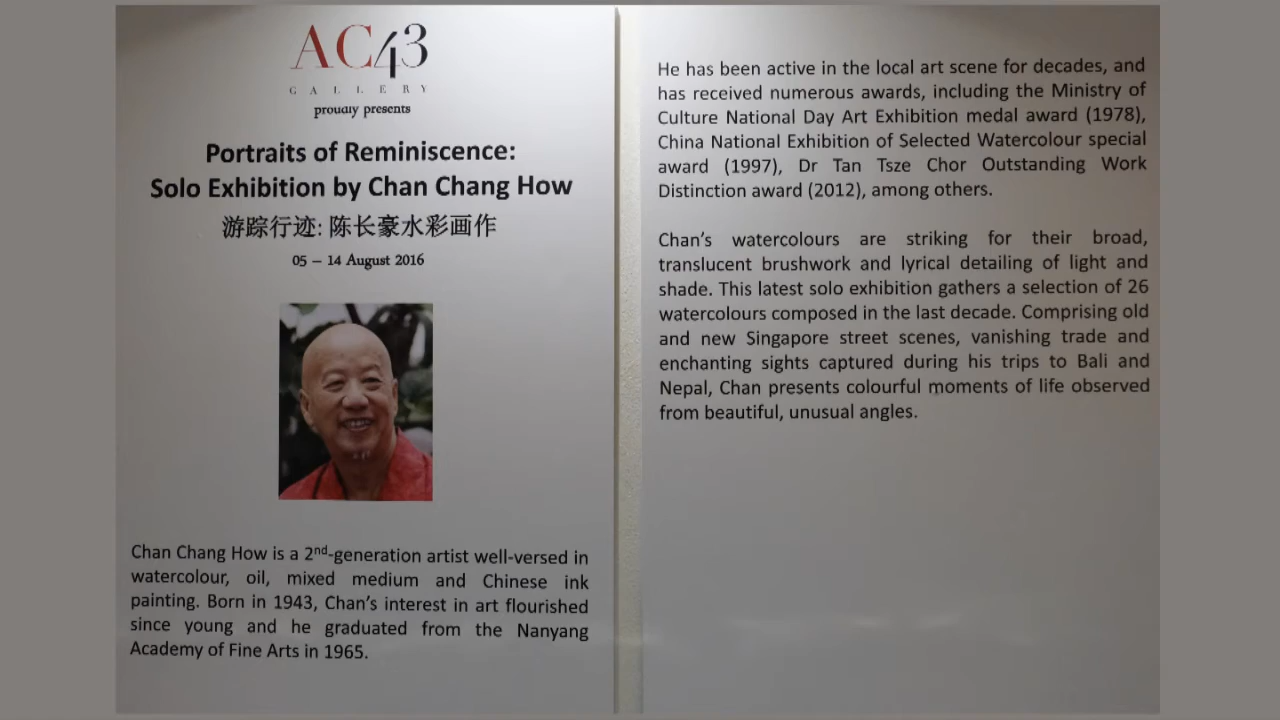 AC43
GALLERY
proudly presents
Portraits of Reminiscence:
Solo Exhibition by Chan Chang How
游踪行迹: 陈长豪水彩画作
05 – 14 August 2016
Chan Chang How is a 2nd-generation artist well-versed in
watercolour, oil, mixed medium and Chinese ink
painting. Born in 1943, Chan's interest in art flourished
since young and he graduated from the Nanyang
Academy of Fine Arts in 1965.
He has been active in the local art scene for decades, and
has received numerous awards, including the Ministry of
Culture National Day Art Exhibition medal award (1978),
China National Exhibition of Selected Watercolour special
award (1997), Dr Tan Tsze Chor Outstanding Work
Distinction award (2012), among others.
Chan's watercolours are striking for their broad,
translucent brushwork and lyrical detailing of light and
shade. This latest solo exhibition gathers a selection of 26
watercolours composed in the last decade. Comprising old
and new Singapore street scenes, vanishing trade and
enchanting sights captured during his trips to Bali and
Nepal, Chan presents colourful moments of life observed
from beautiful, unusual angles.